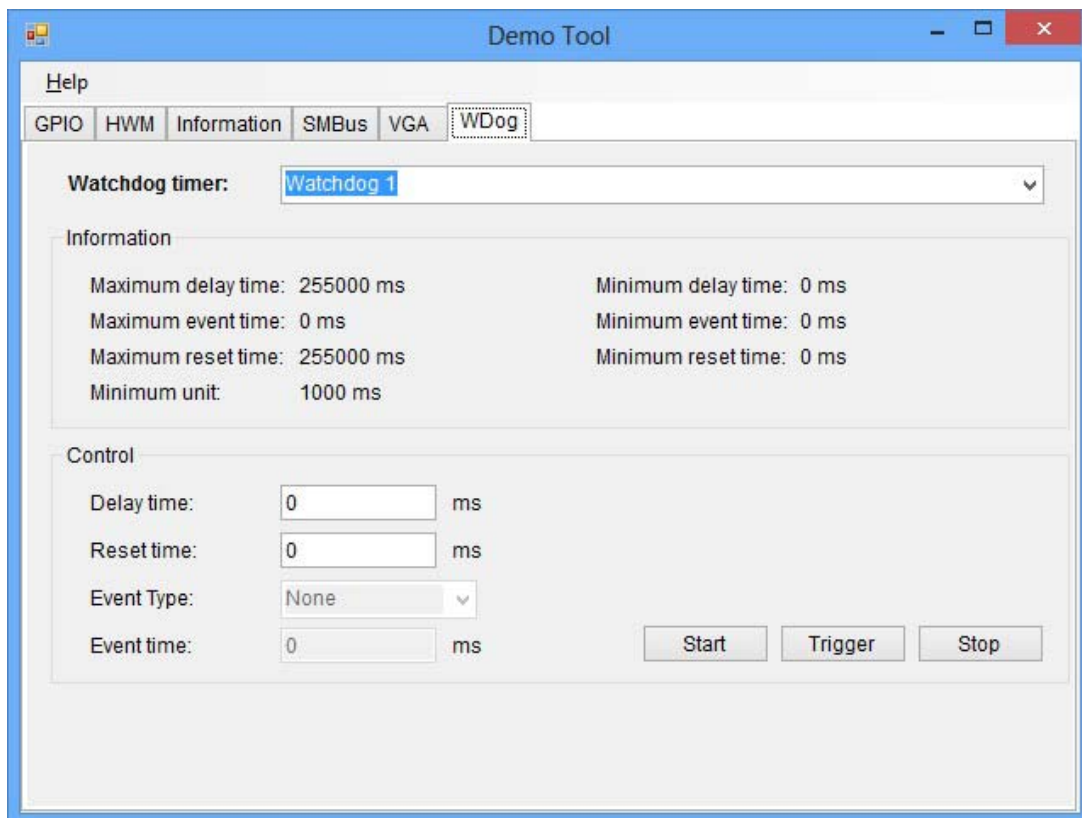 Demo Tool
Help
GPIO HWM Information SMBus VGA WDog
Watchdog timer: Watchdog 1
Information
Maximum delay time: 255000 ms Minimum delay time: 0 ms
Maximum event time: 0 ms Minimum event time: 0 ms
Maximum reset time: 255000 ms Minimum reset time: 0 ms
Minimum unit: 1000 ms
Control
Delay time: 0 ms
Reset time: 0 ms
Event Type: None
Event time: 0 ms Start Trigger Stop